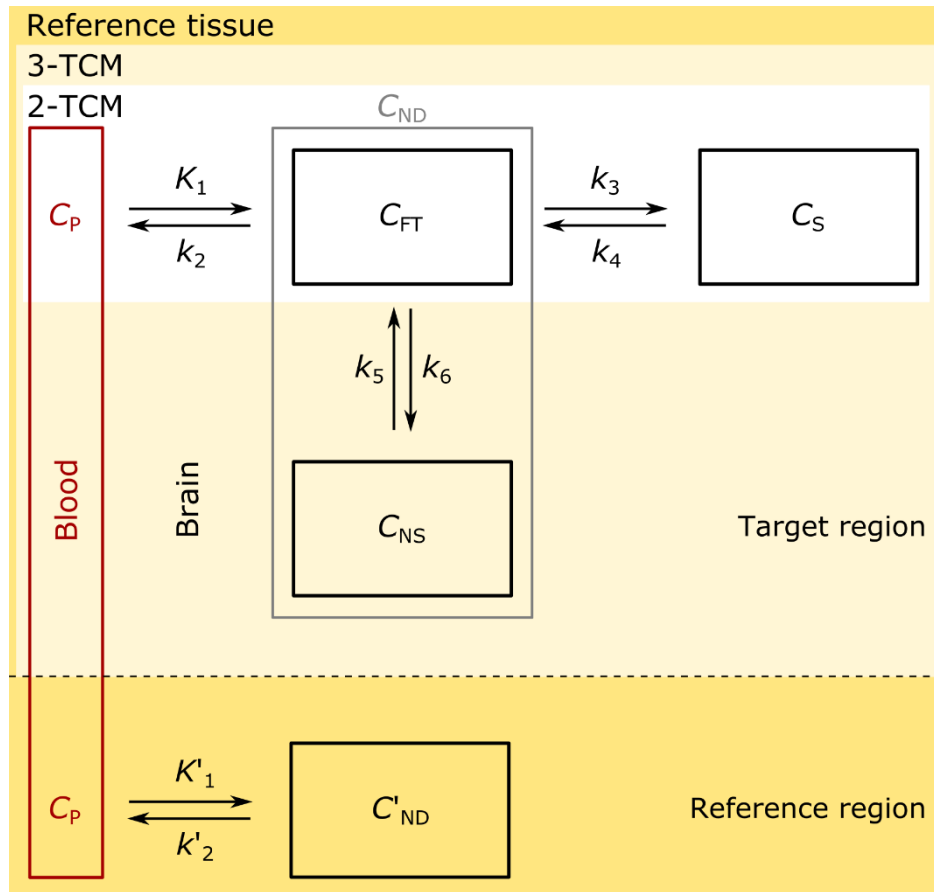 Reference tissue
3-TCM
2-TCM
C_ND
C_P
K_1
k_2
C_FT
k_3
k_4
C_S
k_5
k_6
Blood
Brain
C_NS
Target region
C_P
K'_1
k'_2
C'_ND
Reference region